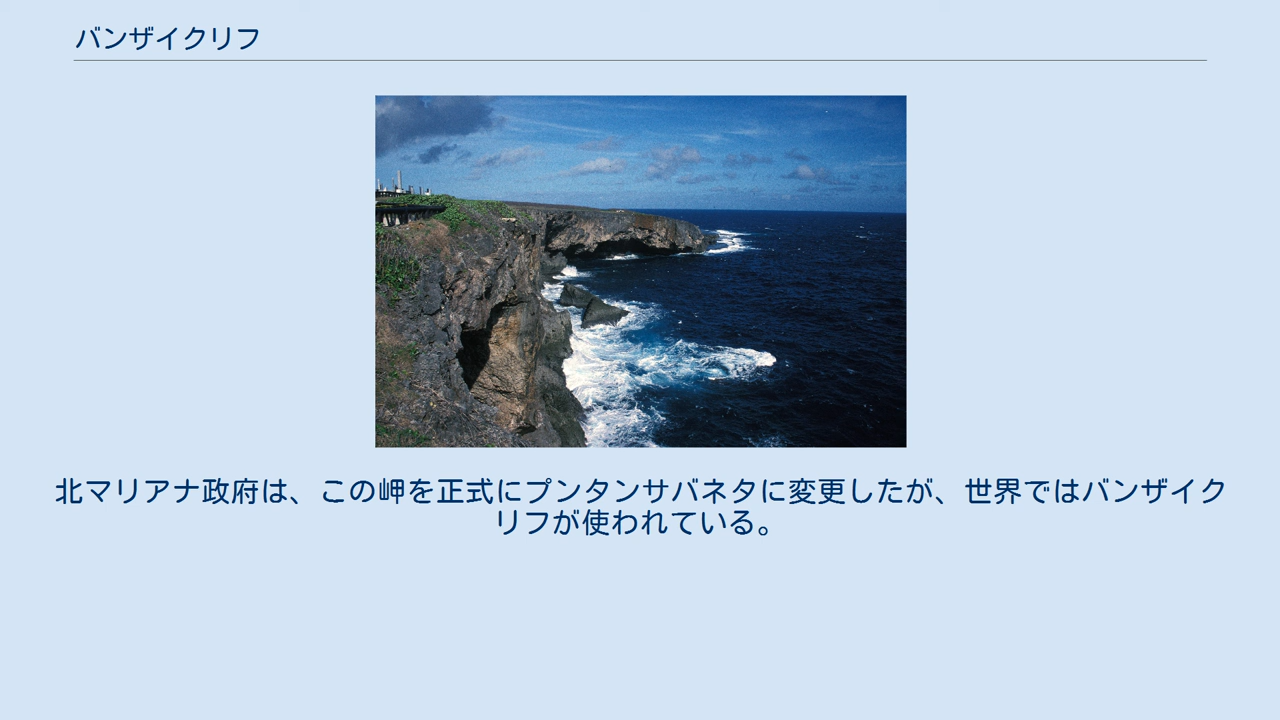 バンザイクリフ
北マリアナ政府は、この岬を正式にプンタンサバネタに変更したが、世界ではバンザイク
リフが使われている。